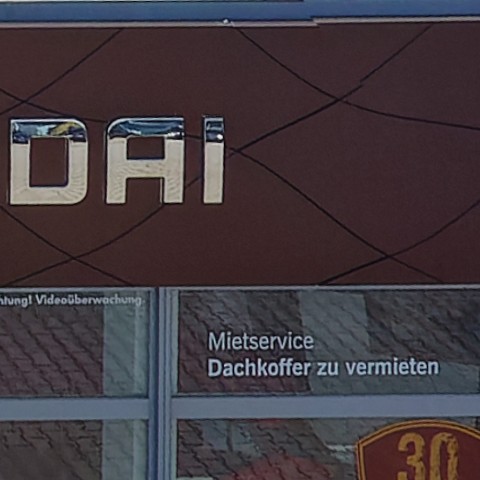 DAI
htung! Videoüberwachung.
Mietservice
Dachkoffer zu vermieten
30